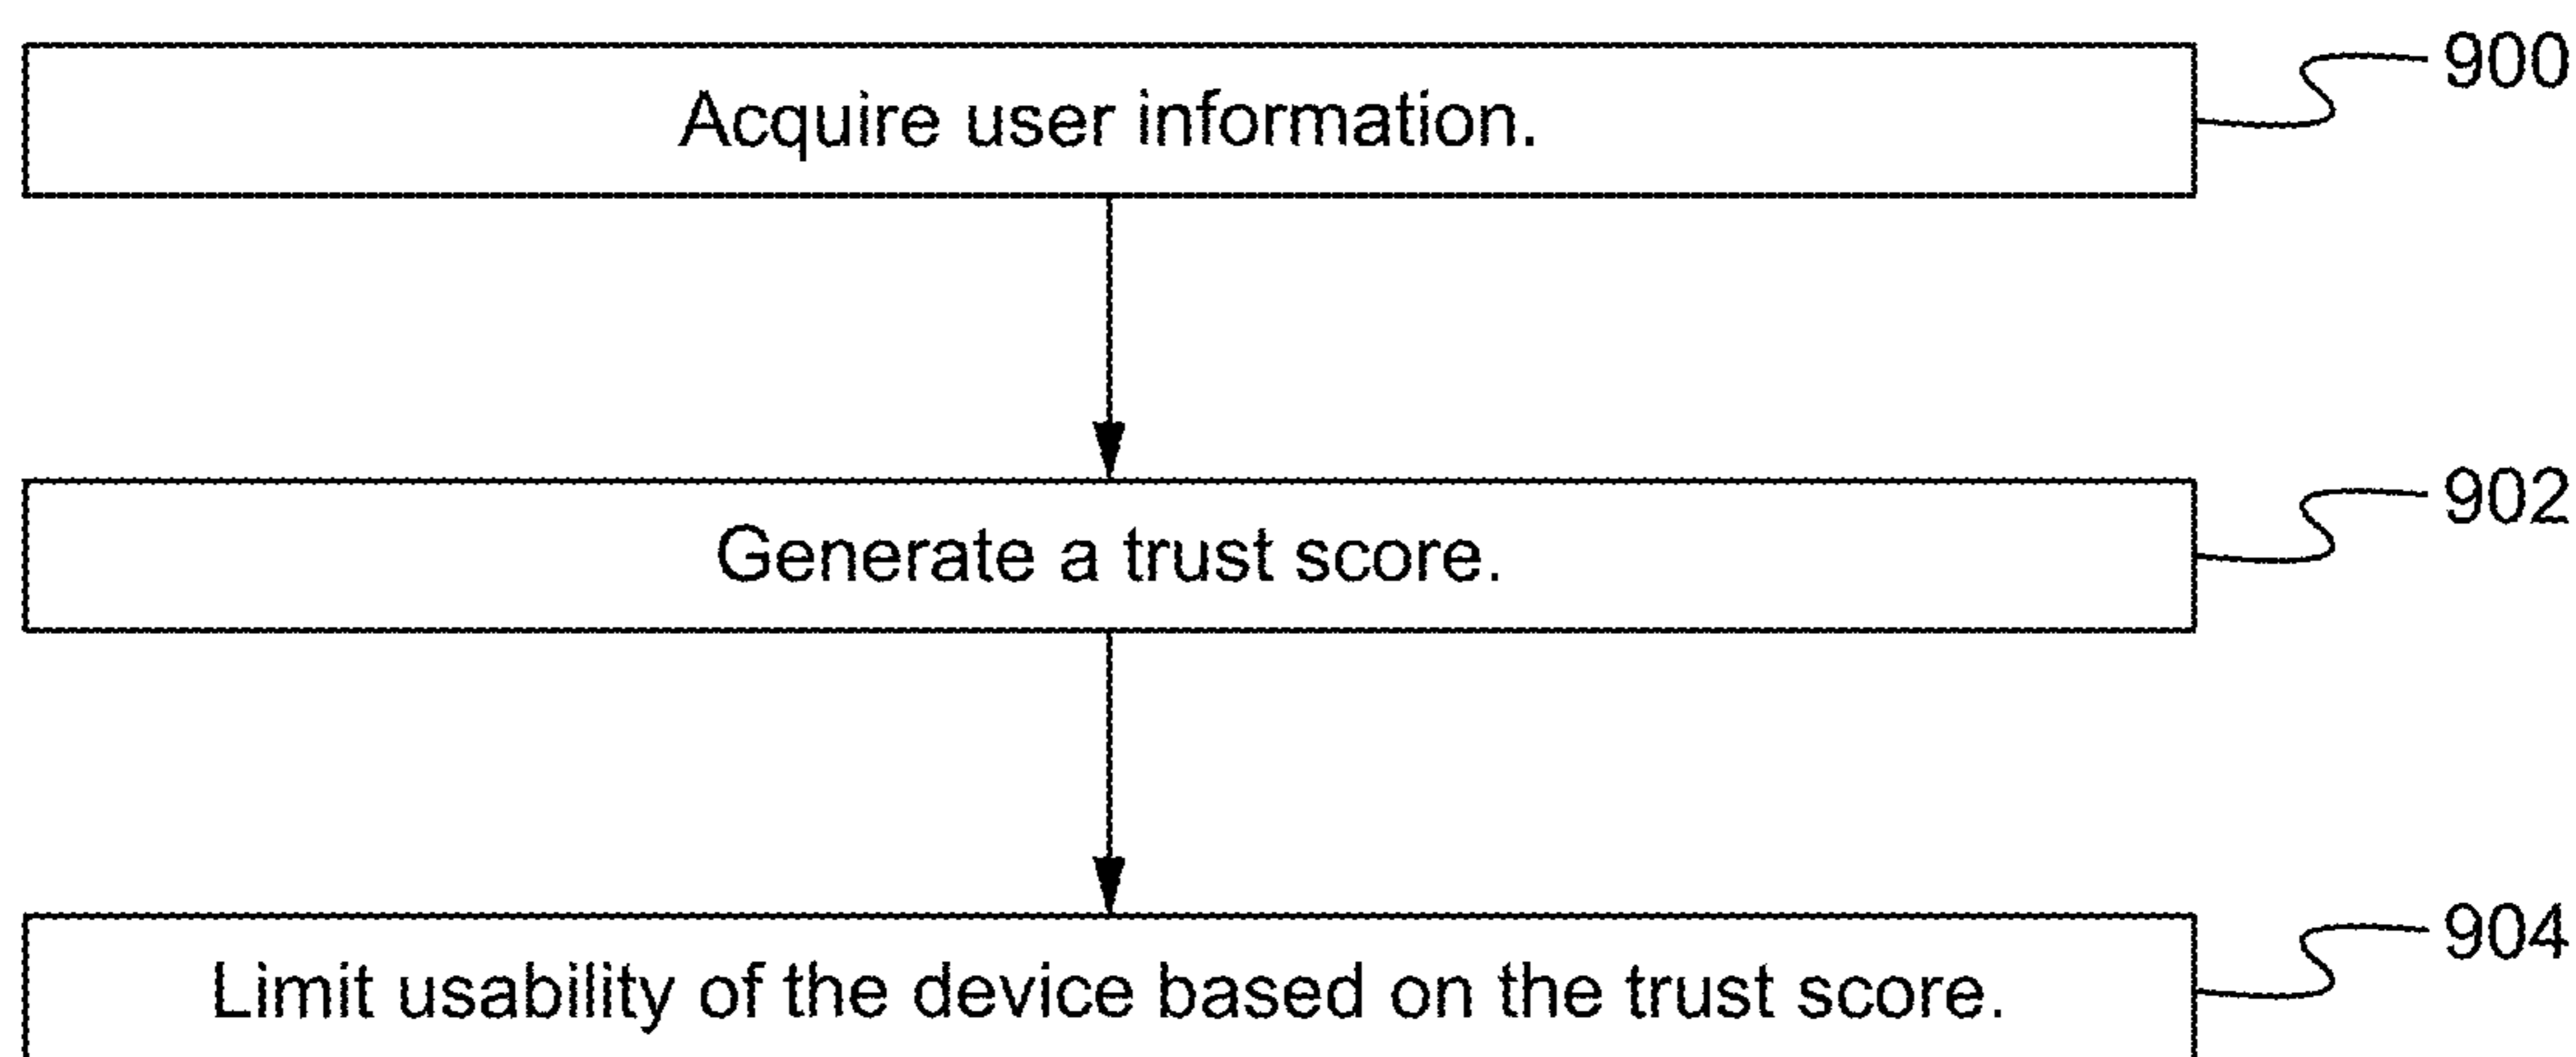 Acquire user information.
900
Generate a trust score.
902
Limit usability of the device based on the trust score.
904